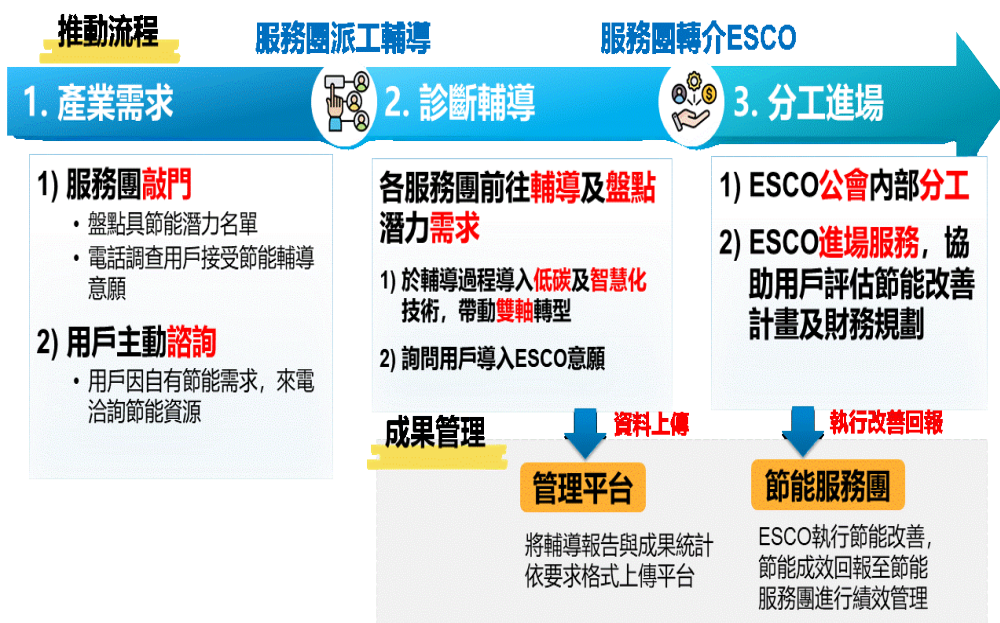 推動流程
服務團派工輔導
服務團轉介ESCO
1. 產業需求
2. 診斷輔導
3. 分工進場
1) 服務團敲門
• 盤點具節能潛力名單
• 電話調查用戶接受節能輔導
意願
2) 用戶主動諮詢
• 用戶因自有節能需求，來電
洽詢節能資源
各服務團前往輔導及盤點
潛力需求
1) 於輔導過程導入低碳及智慧化
技術，帶動雙軸轉型
2) 詢問用戶導入ESCO意願
1) ESCO公會內部分工
2) ESCO進場服務，協
助用戶評估節能改善
計畫及財務規劃
成果管理
資料上傳
執行改善回報
管理平台
將輔導報告與成果統計
依要求格式上傳平台
節能服務團
ESCO執行節能改善，
節能成效回報至節能
服務團進行績效管理